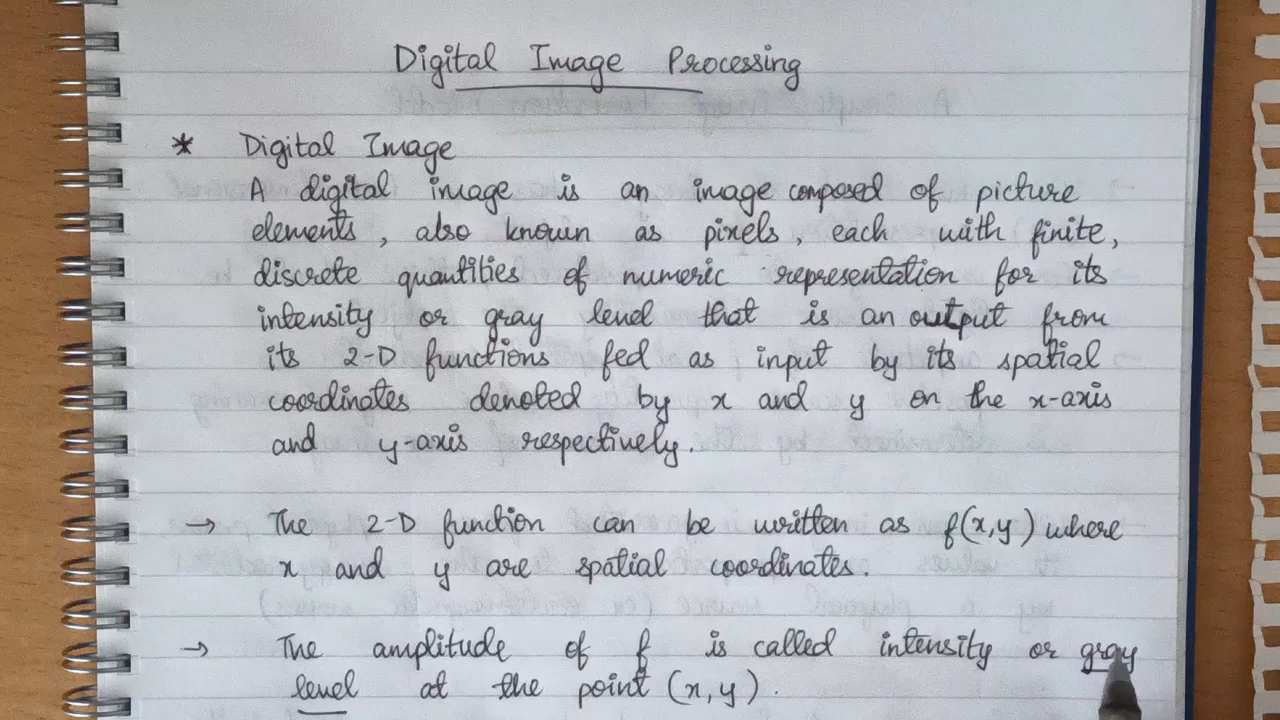 Digital Image Processing
* Digital Image
A digital image is an image composed of picture
elements, also known as pixels, each with finite,
discrete quantities of numeric representation for its
intensity or gray level that is an output from
its 2-D functions fed as input by its spatial
coordinates denoted by x and y on the x-axis
and y-axis respectively.
→ The 2-D function can be written as f(x,y) where
x and y are spatial coordinates.
→ The amplitude of f is called intensity or gray
level at the point (x,y).